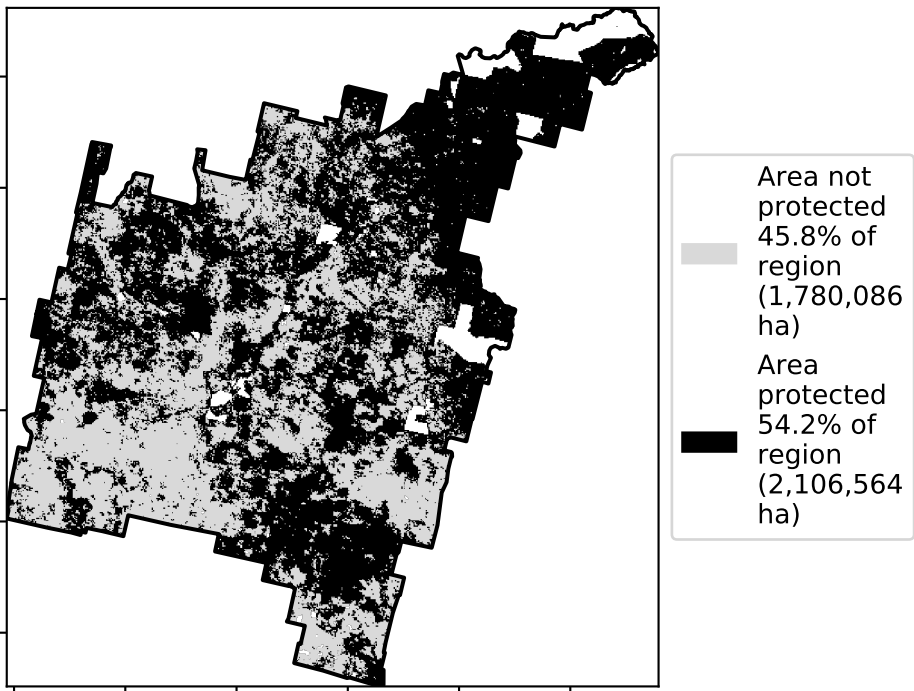 Area not
protected
45.8% of
region
(1,780,086
ha)
Area
protected
54.2% of
region
(2,106,564
ha)